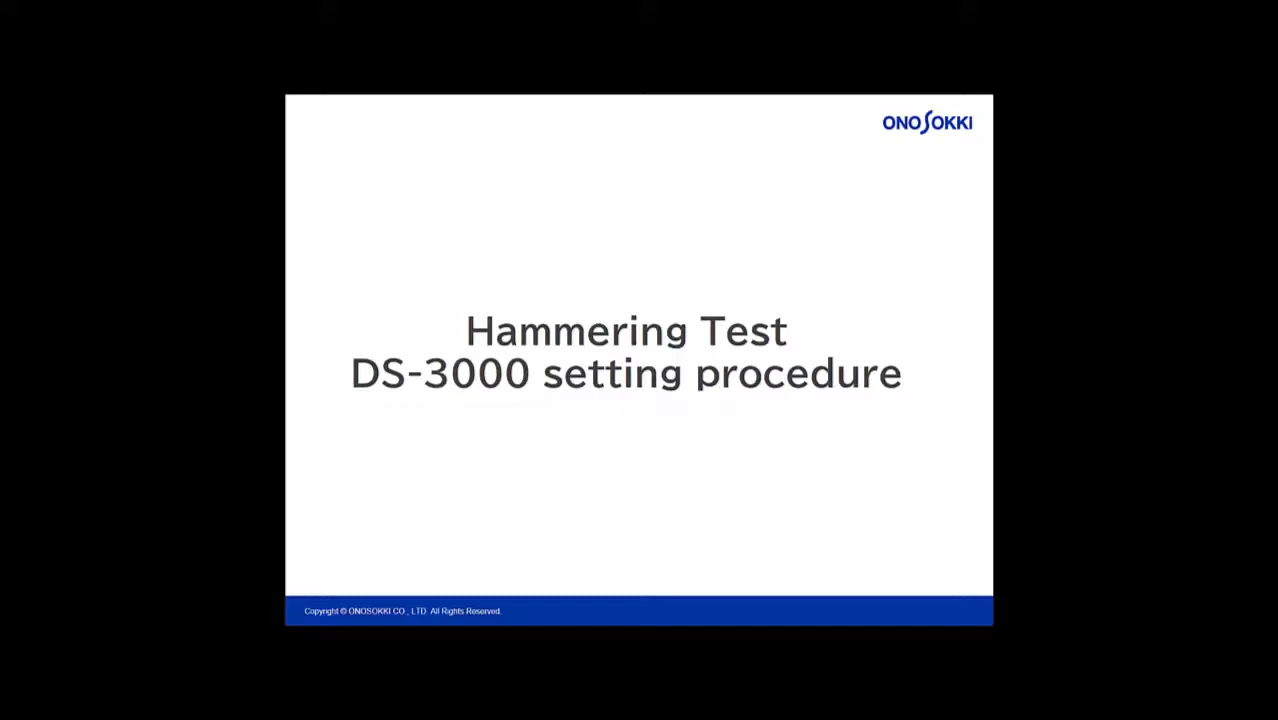 ONOSOKKI
Hammering Test
DS-3000 setting procedure
Copyright © ONOSOKKI CO., LTD. All Rights Reserved.